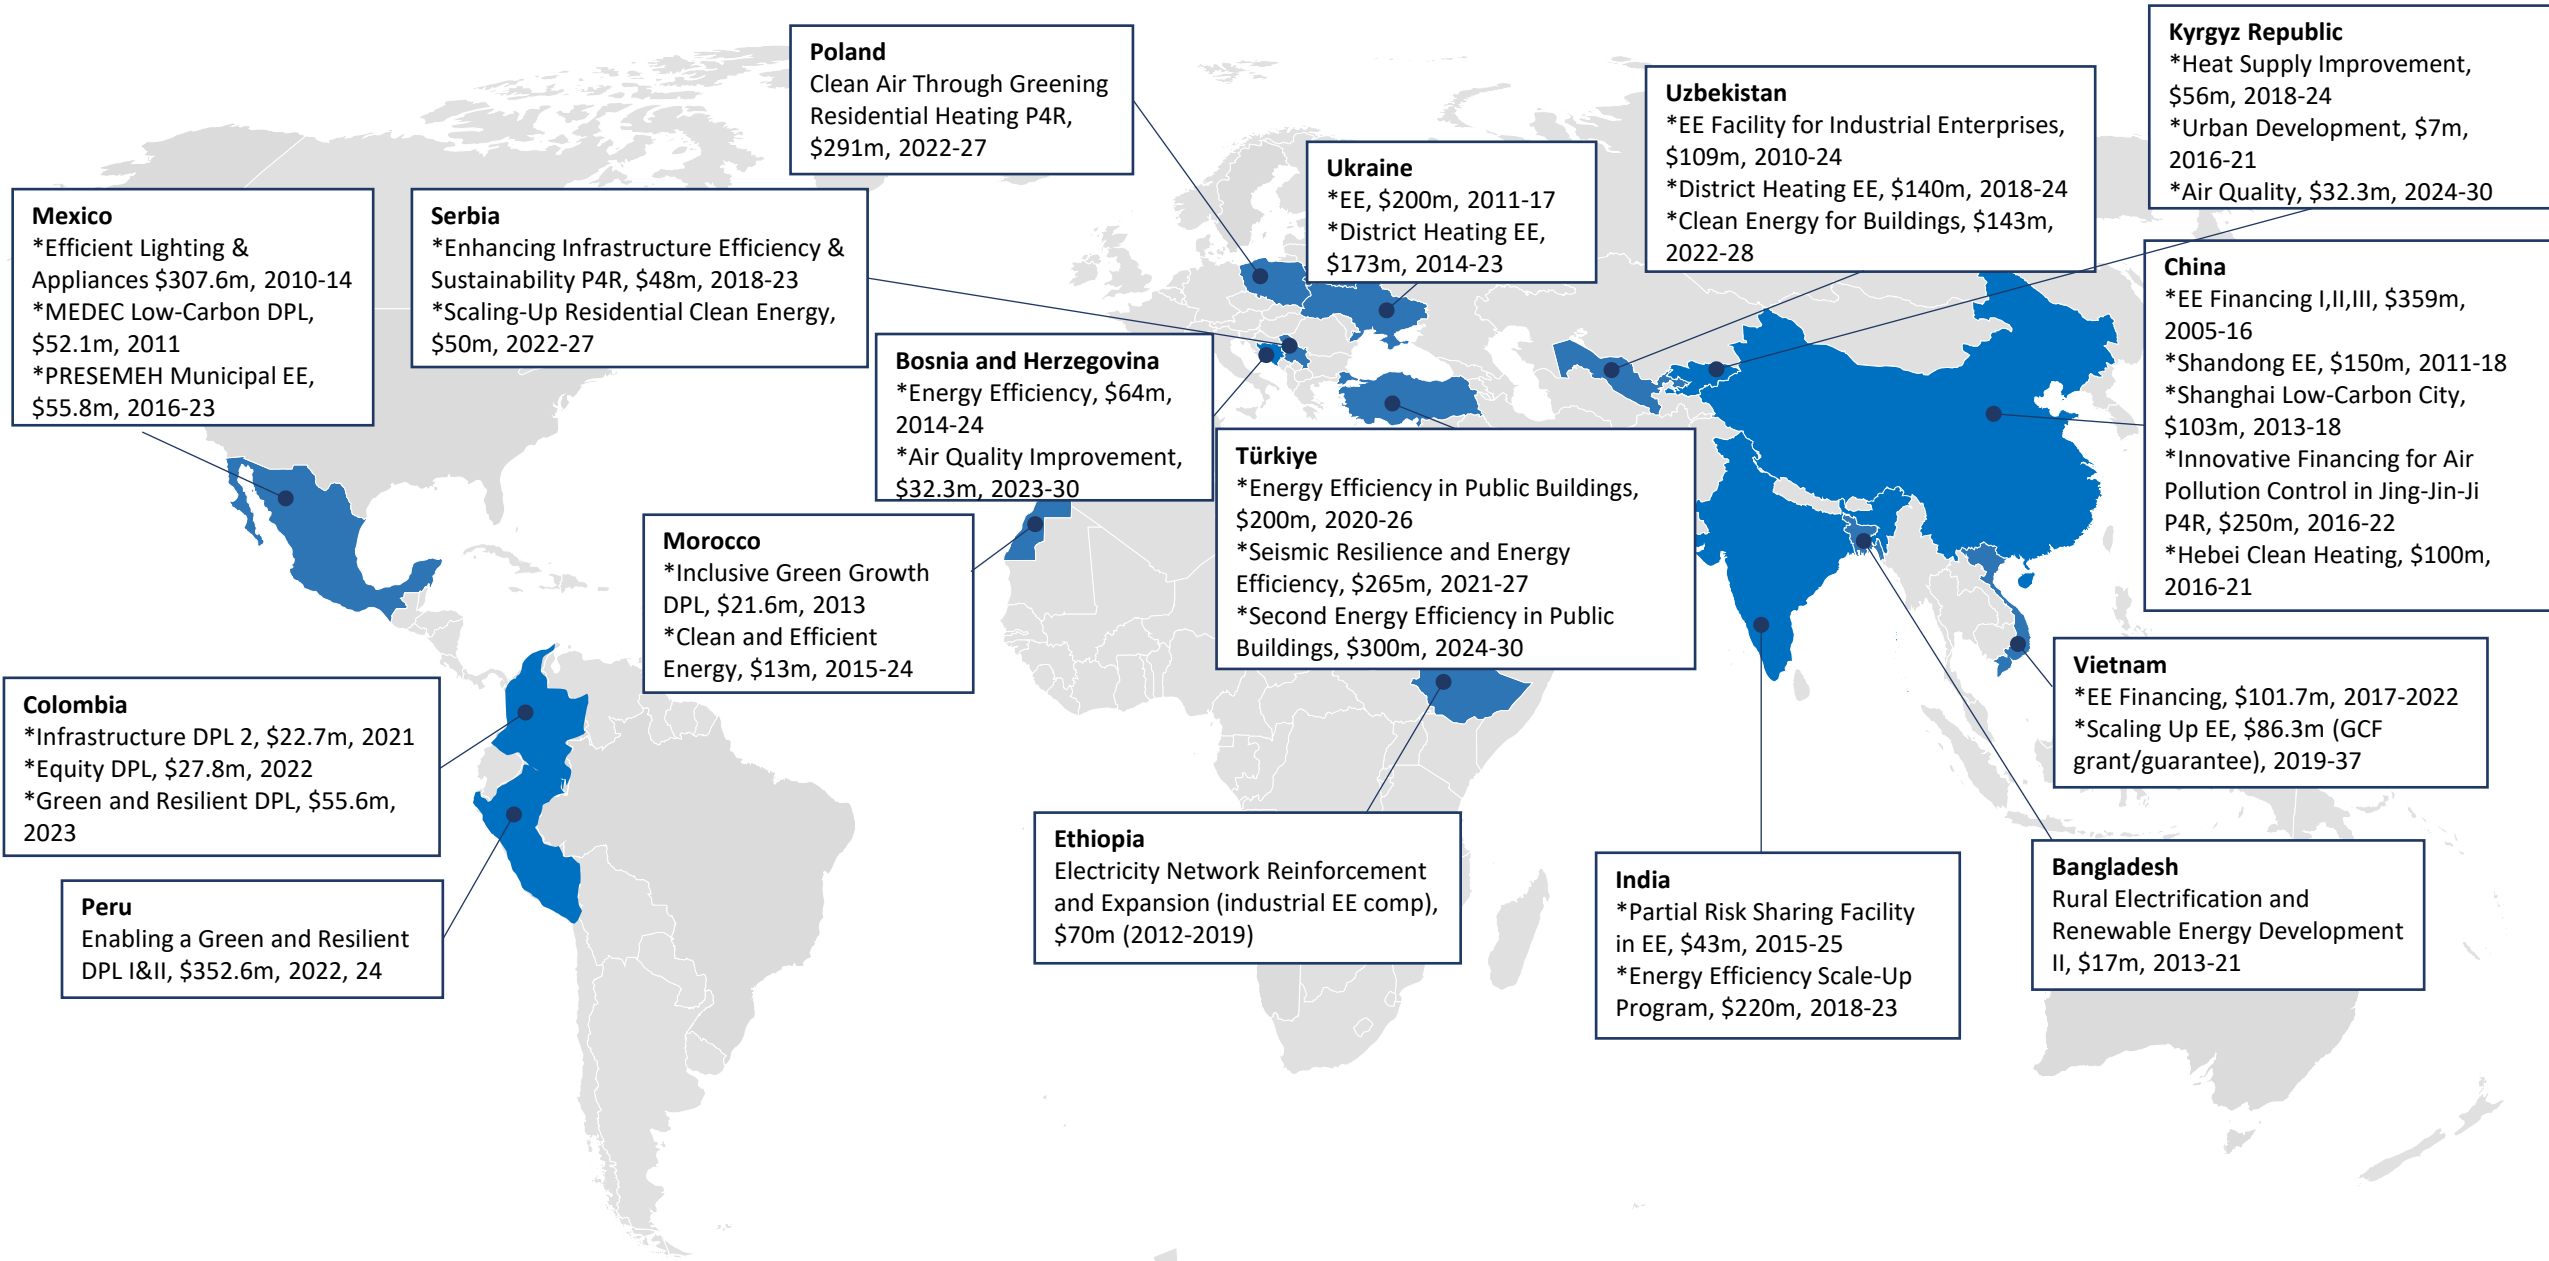 Poland
Clean Air Through Greening
Residential Heating P4R,
$291m, 2022-27
Kyrgyz Republic
*Heat Supply Improvement,
$56m, 2018-24
*Urban Development, $7m,
2016-21
*Air Quality, $32.3m, 2024-30
Uzbekistan
*EE Facility for Industrial Enterprises,
$109m, 2010-24
*District Heating EE, $140m, 2018-24
*Clean Energy for Buildings, $143m,
2022-28
Ukraine
*EE, $200m, 2011-17
*District Heating EE,
$173m, 2014-23
Mexico
*Efficient Lighting &
Appliances $307.6m, 2010-14
*MEDEC Low-Carbon DPL,
$52.1m, 2011
*PRESEMEH Municipal EE,
$55.8m, 2016-23
Serbia
*Enhancing Infrastructure Efficiency &
Sustainability P4R, $48m, 2018-23
*Scaling-Up Residential Clean Energy,
$50m, 2022-27
China
*EE Financing I,II,III, $359m,
2005-16
*Shandong EE, $150m, 2011-18
*Shanghai Low-Carbon City,
$103m, 2013-18
*Innovative Financing for Air
Pollution Control in Jing-Jin-Ji
P4R, $250m, 2016-22
*Hebei Clean Heating, $100m,
2016-21
Bosnia and Herzegovina
*Energy Efficiency, $64m,
2014-24
*Air Quality Improvement,
$32.3m, 2023-30
Türkiye
*Energy Efficiency in Public Buildings,
$200m, 2020-26
*Seismic Resilience and Energy
Efficiency, $265m, 2021-27
*Second Energy Efficiency in Public
Buildings, $300m, 2024-30
Morocco
*Inclusive Green Growth
DPL, $21.6m, 2013
*Clean and Efficient
Energy, $13m, 2015-24
Vietnam
*EE Financing, $101.7m, 2017-2022
*Scaling Up EE, $86.3m (GCF
grant/guarantee), 2019-37
Colombia
*Infrastructure DPL 2, $22.7m, 2021
*Equity DPL, $27.8m, 2022
*Green and Resilient DPL, $55.6m,
2023
Ethiopia
Electricity Network Reinforcement
and Expansion (industrial EE comp),
$70m (2012-2019)
India
*Partial Risk Sharing Facility
in EE, $43m, 2015-25
*Energy Efficiency Scale-Up
Program, $220m, 2018-23
Bangladesh
Rural Electrification and
Renewable Energy Development
II, $17m, 2013-21
Peru
Enabling a Green and Resilient
DPL I&II, $352.6m, 2022, 24